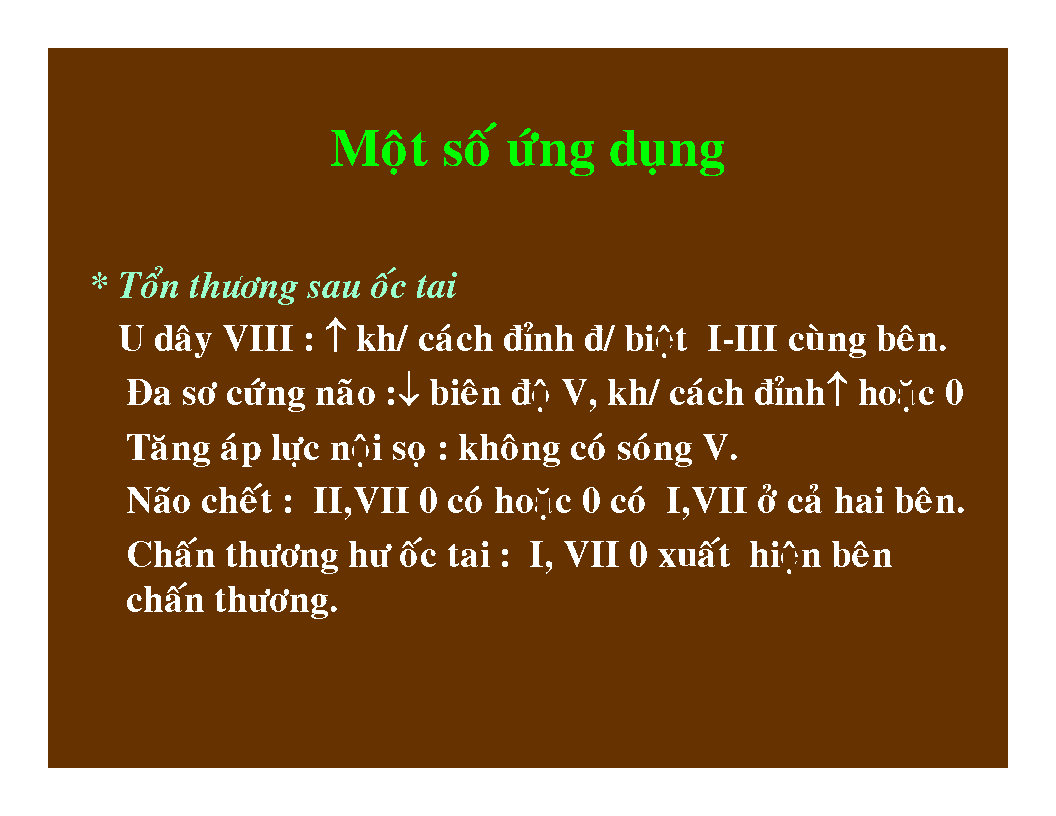 Một số ứng dụng
* Tổn thương sau ốc tai
U dây VIII : ↑ kh/ cách đỉnh đ/ biệt I-III cùng bên.
Đa sơ cứng não :↓ biên độ V, kh/ cách đỉnh↑ hoặc 0
Tăng áp lực nội sọ : không có sóng V.
Não chết : II,VII 0 có hoặc 0 có I,VII ở cả hai bên.
Chấn thương hư ốc tai : I, VII 0 xuất hiện bên
chấn thương.